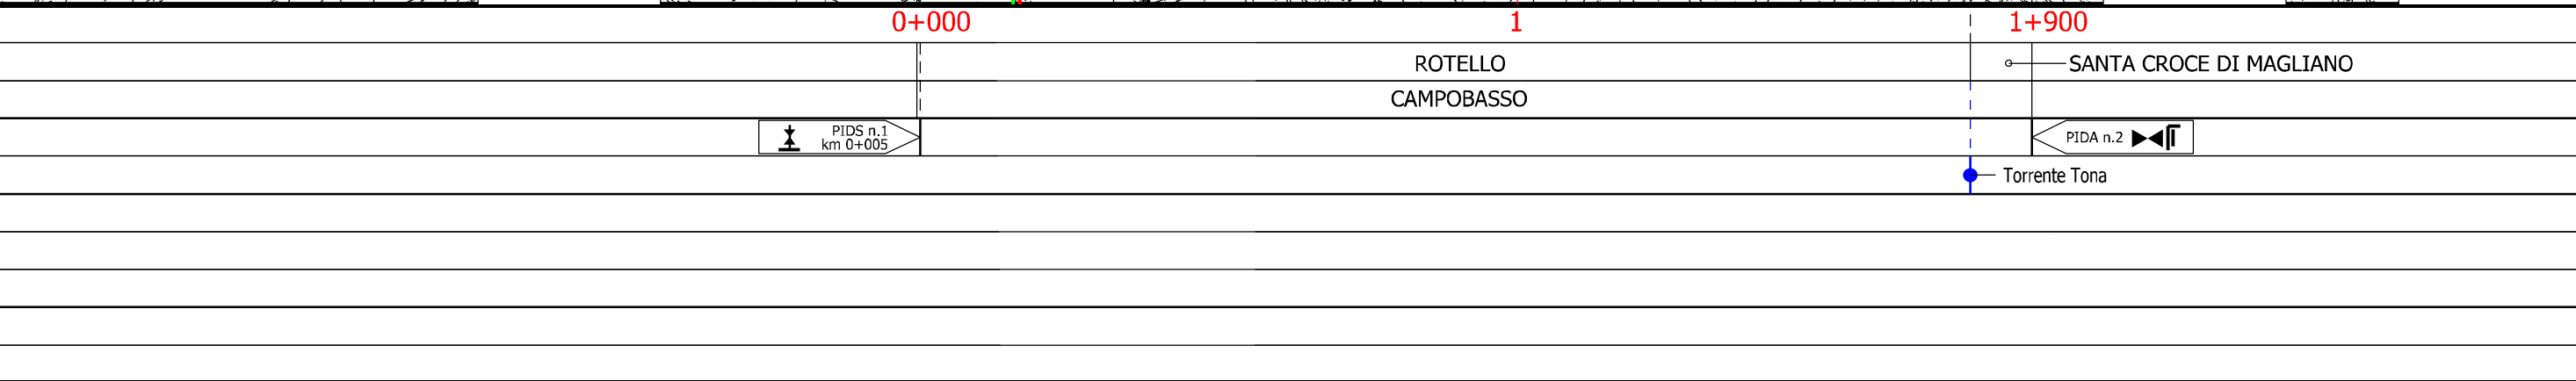 0+000 1 1+900
ROTELLO SANTA CROCE DI MAGLIANO
CAMPOBASSO
PIDS n.1
km 0+005
PIDA n.2
Torrente Tona